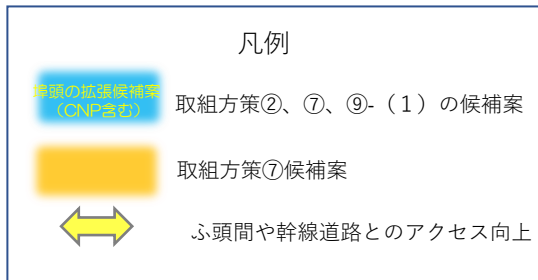 凡例
埠頭の拡張候補案
（CNP含む）
取組方策②、⑦、⑨-（１）の候補案
取組方策⑦候補案
ふ頭間や幹線道路とのアクセス向上